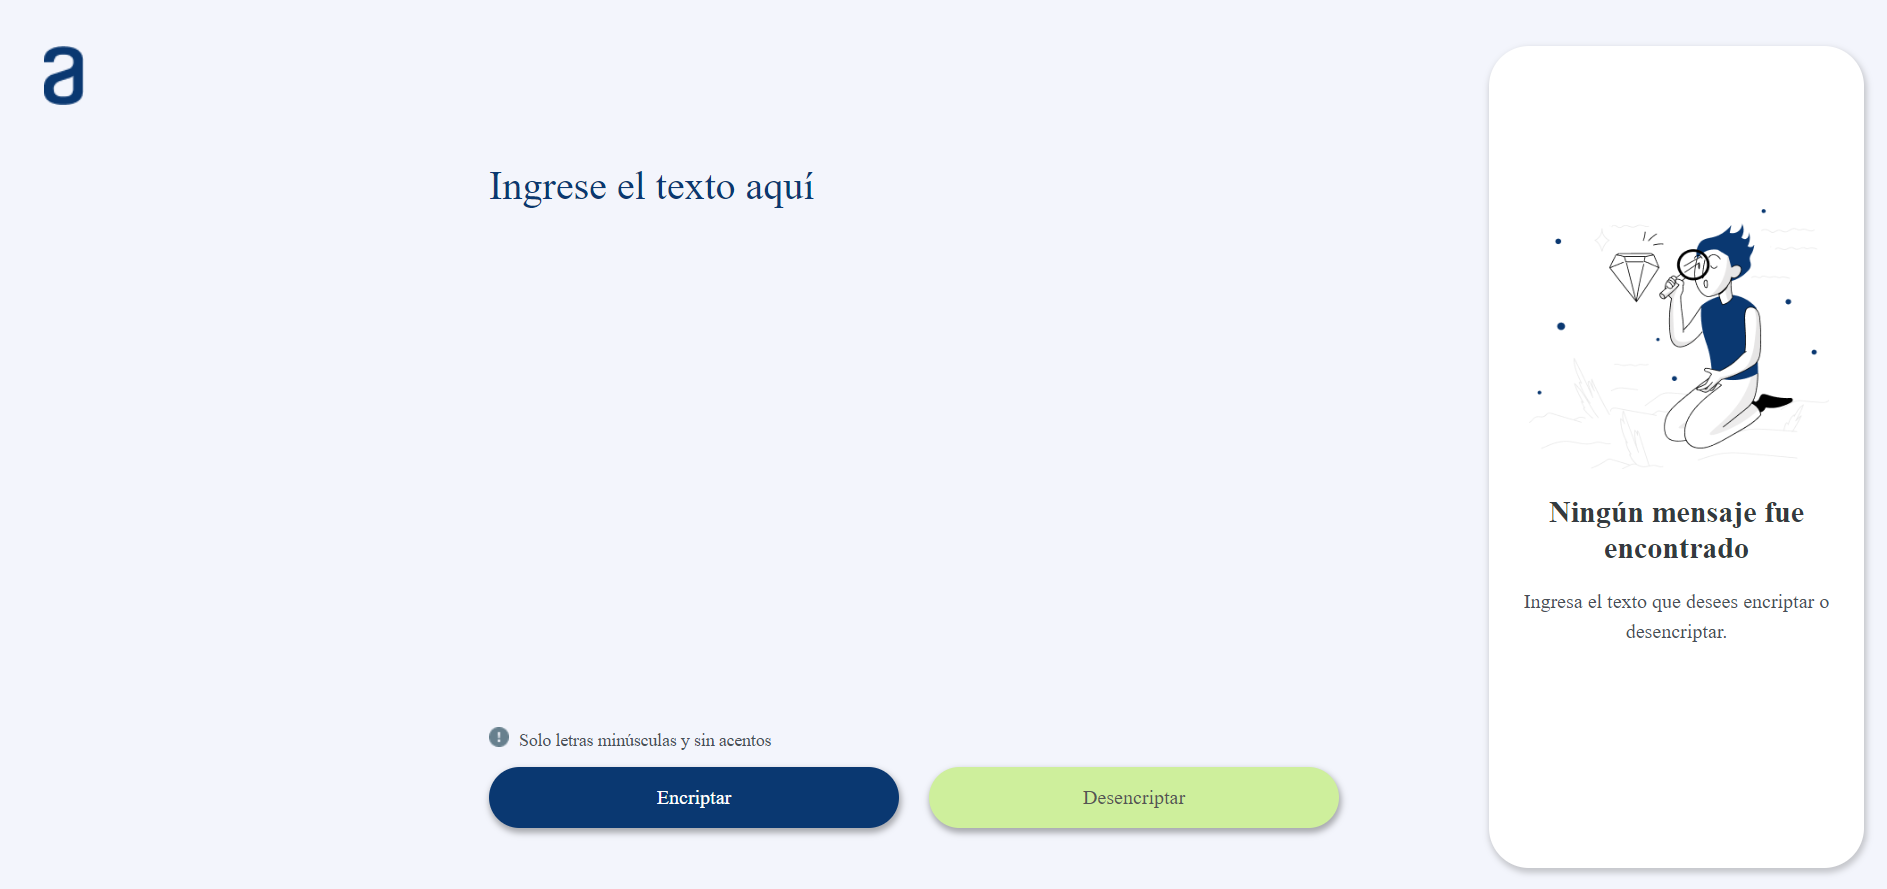 a
Ingrese el texto aquí
Solo letras minúsculas y sin acentos
Encriptar
Desencriptar
Ningún mensaje fue
encontrado
Ingresa el texto que desees encriptar o
desencriptar.